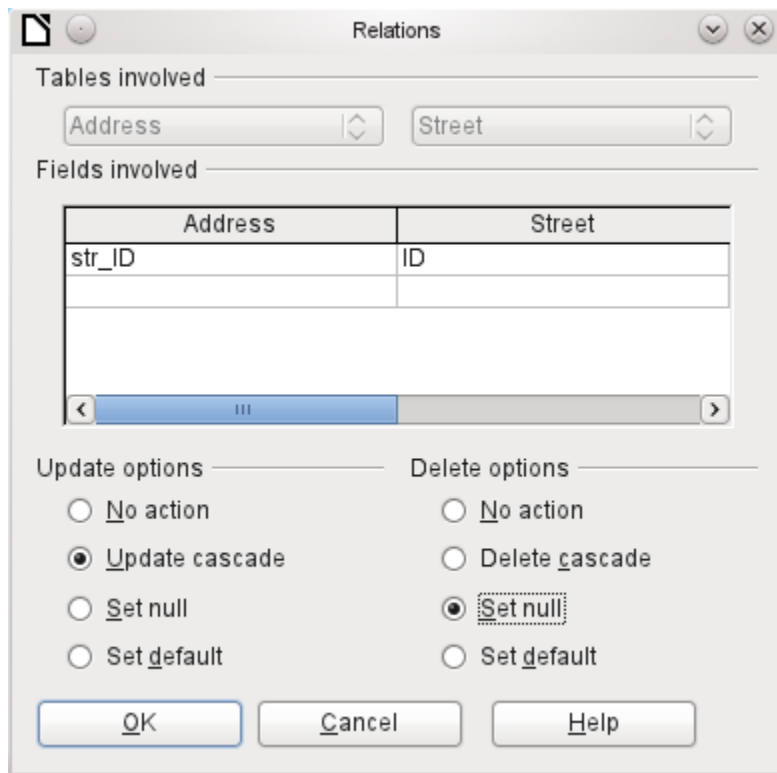 Relations
Tables involved
Address Street
Fields involved
Address Street
str_ID ID
Update options Delete options
No action No action
Update cascade Delete cascade
Set null Set null
Set default Set default
OK Cancel Help